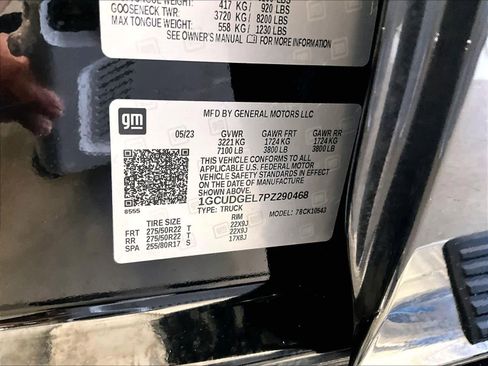 417 KG / 920 LBS
GOOSENECK TWR: 3720 KG / 8200 LBS
MAX TONGUE WEIGHT: 558 KG / 1230 LBS
SEE OWNER'S MANUAL FOR MORE INFORMATION
gm
MFD BY GENERAL MOTORS LLC
05/23 GVWR GAWR FRT GAWR RR
3221 KG 1724 KG 1724 KG
7100 LB 3800 LB 3800 LB
THIS VEHICLE CONFORMS TO ALL
APPLICABLE U.S. FEDERAL MOTOR
VEHICLE SAFETY STANDARDS IN
EFFECT ON THE DATE OF
MANUFACTURE SHOWN ABOVE.
1GCUDGEL7PZ290468
TYPE: TRUCK 78CK10543
8555
TIRE SIZE RIM
FRT 275/50R22 T 22X9J
RR 275/50R22 T 22X9J
SPA 255/80R17 S 17X8J